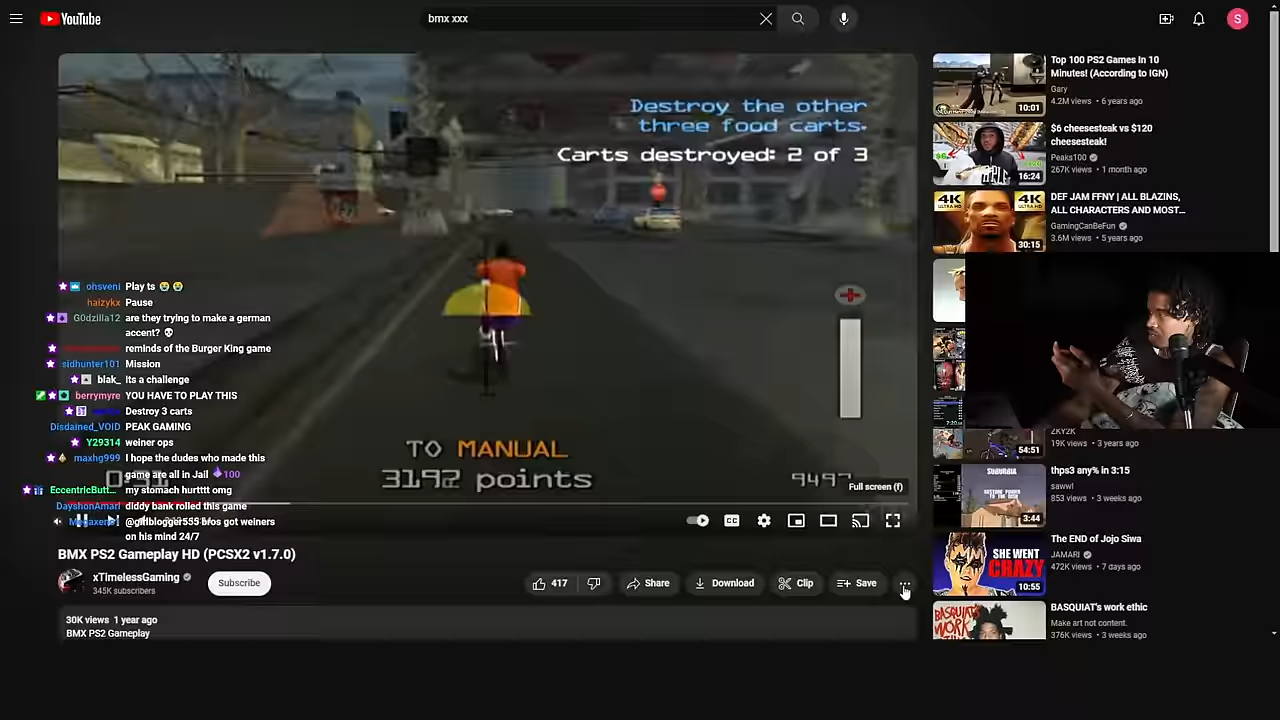 YouTube
bmx xxx
S
Destroy the other
three food carts.
Carts destroyed: 2 of 3
TO MANUAL
3192 points
Full screen (f)
ohsveni Play ts 😭 😭
haizykx Pause
G0dzilla12 are they trying to make a german
accent? 💀
reminds of the Burger King game
sidhunter101 Mission
blak_ Its a challenge
berrymyre YOU HAVE TO PLAY THIS
Destroy 3 carts
Disdained_VOID PEAK GAMING
Y29314 weiner ops
maxhg999 I hope the dudes who made this
game are all in Jail 100
EccentricButt... my stomach hurttt omg
DayshonAmari diddy bank rolled this game
bros got weiners
on his mind 24/7
CC
BMX PS2 Gameplay HD (PCSX2 v1.7.0)
xTimelessGaming
345K subscribers
Subscribe
417
Share
Download
Clip
Save
30K views 1 year ago
BMX PS2 Gameplay
10:01
Top 100 PS2 Games In 10
Minutes! (According to IGN)
Gary
4.2M views • 6 years ago
16:24
$6 cheesesteak vs $120
cheesesteak!
Peaks100
267K views • 1 month ago
4K
4K
30:15
DEF JAM FFNY | ALL BLAZINS,
ALL CHARACTERS AND MOST...
GamingCanBeFun
3.6M views • 5 years ago
54:51
ZKY2K
19K views • 3 years ago
SUBURBIA
3:44
thps3 any% in 3:15
sawwl
853 views • 3 weeks ago
SHE WENT
CRAZY
10:55
The END of Jojo Siwa
JAMARI
472K views • 7 days ago
BASQUIAT'S
WORK
BASQUIAT's work ethic
Make art not content.
376K views • 3 weeks ago